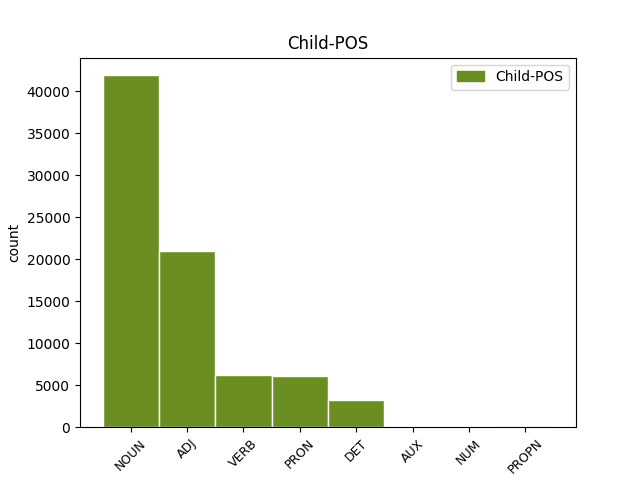 Child-POS
Child-POS
count
40000
35000
30000
25000
20000
15000
10000
5000
0
NOUN
ADJ
VERB
PRON
DET
AUX
NUM
PROPN